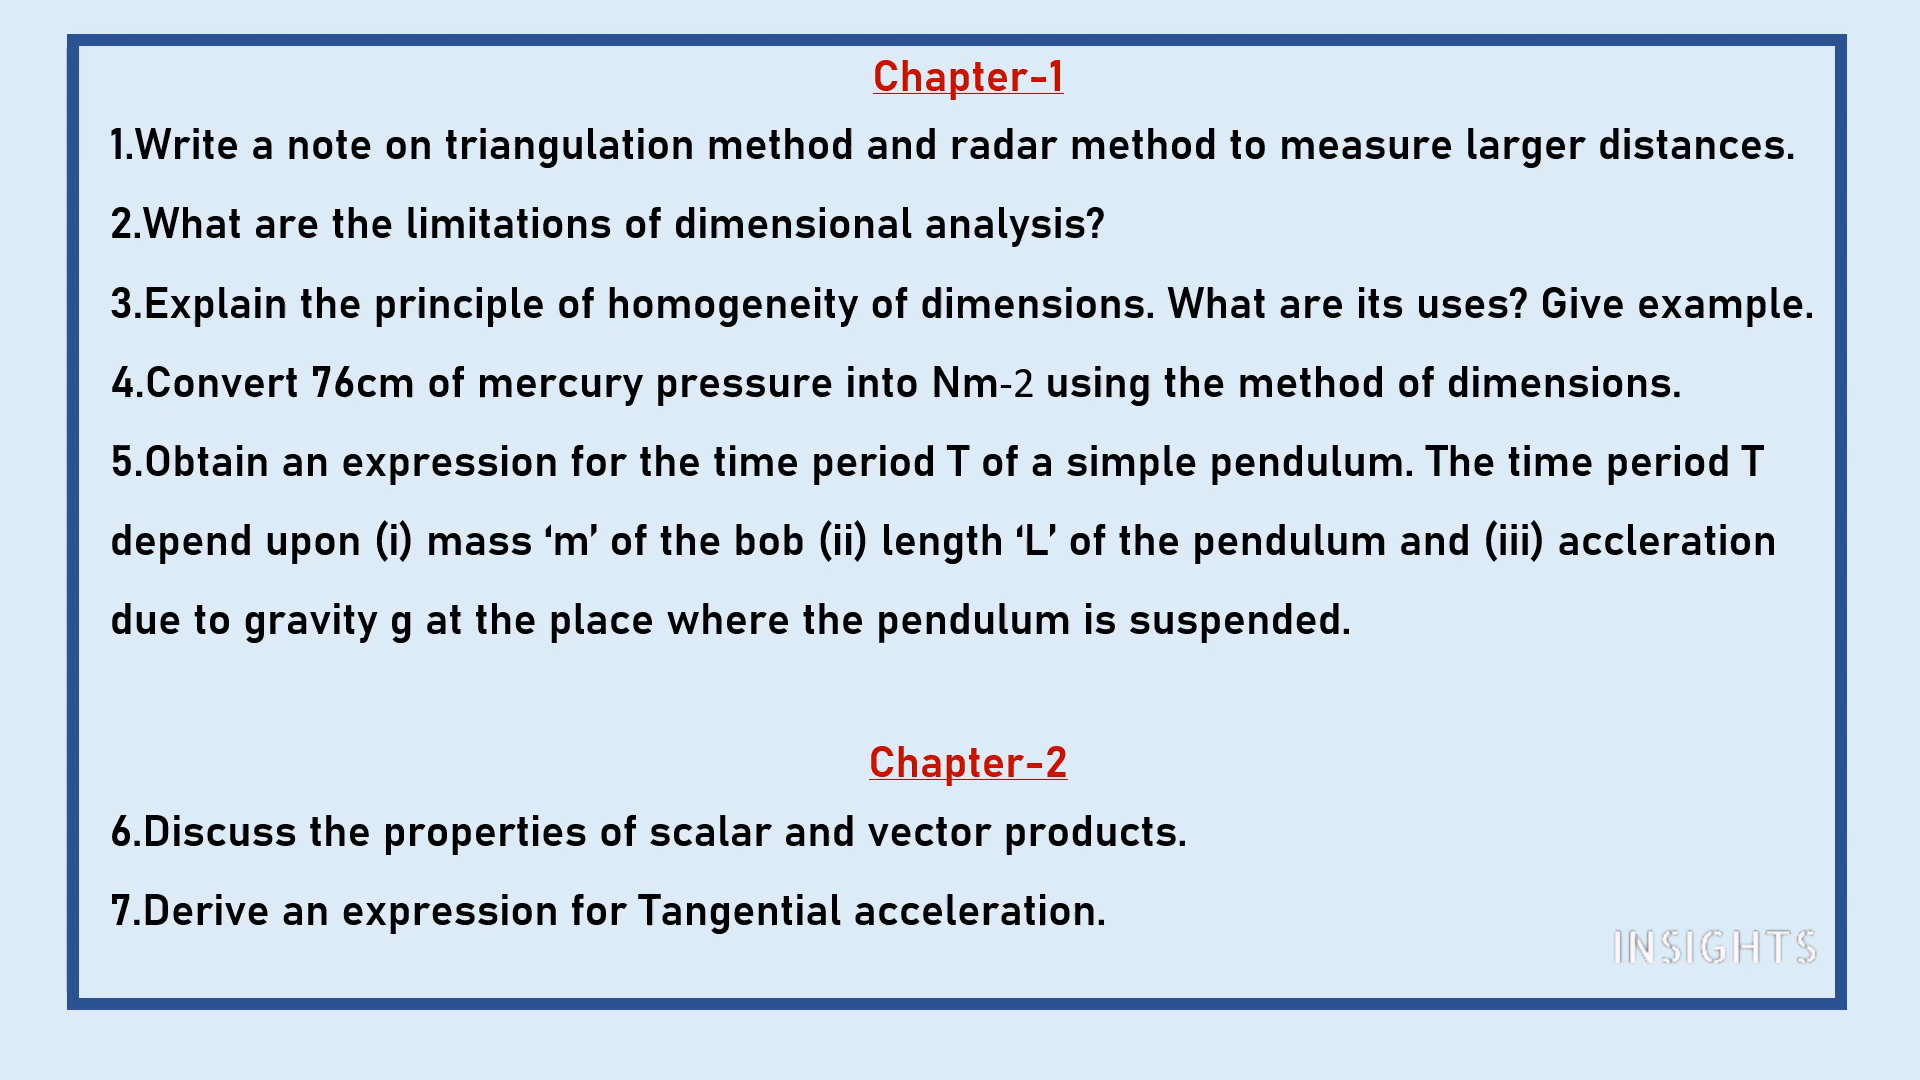 Chapter-1
1.Write a note on triangulation method and radar method to measure larger distances.
2.What are the limitations of dimensional analysis?
3.Explain the principle of homogeneity of dimensions. What are its uses? Give example.
4.Convert 76cm of mercury pressure into Nm-2 using the method of dimensions.
5.Obtain an expression for the time period T of a simple pendulum. The time period T
depend upon (i) mass ‘m’ of the bob (ii) length ‘L’ of the pendulum and (iii) accleration
due to gravity g at the place where the pendulum is suspended.
Chapter-2
6.Discuss the properties of scalar and vector products.
7.Derive an expression for Tangential acceleration.
INSIGHTS